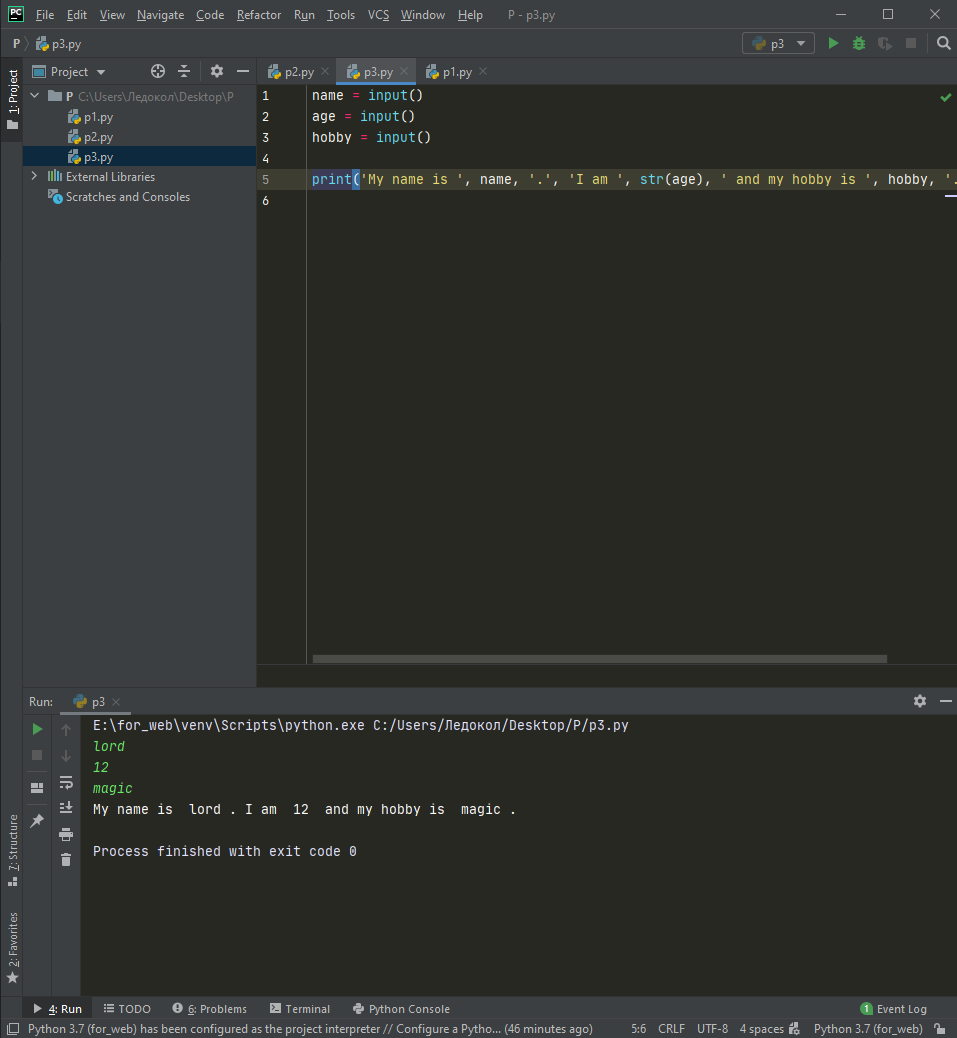 PC File Edit View Navigate Code Refactor Run Tools VCS Window Help P - p3.py
P p3.py p3
1: Project
Project p2.py p3.py p1.py
P C:\Users\Ледокол\Desktop\P
p1.py
p2.py
p3.py
External Libraries
Scratches and Consoles
1 name = input()
2 age = input()
3 hobby = input()
4
5 print('My name is ', name, '.', 'I am ', str(age), ' and my hobby is ', hobby, '.
6
Run: p3
E:\for_web\venv\Scripts\python.exe C:/Users/Ледокол/Desktop/P/p3.py
lord
12
magic
My name is  lord . I am  12  and my hobby is  magic .
Process finished with exit code 0
7: Structure
2: Favorites
4: Run TODO 6: Problems Terminal Python Console 1 Event Log
Python 3.7 (for_web) has been configured as the project interpreter // Configure a Pytho... (46 minutes ago) 5:6 CRLF UTF-8 4 spaces Python 3.7 (for_web)